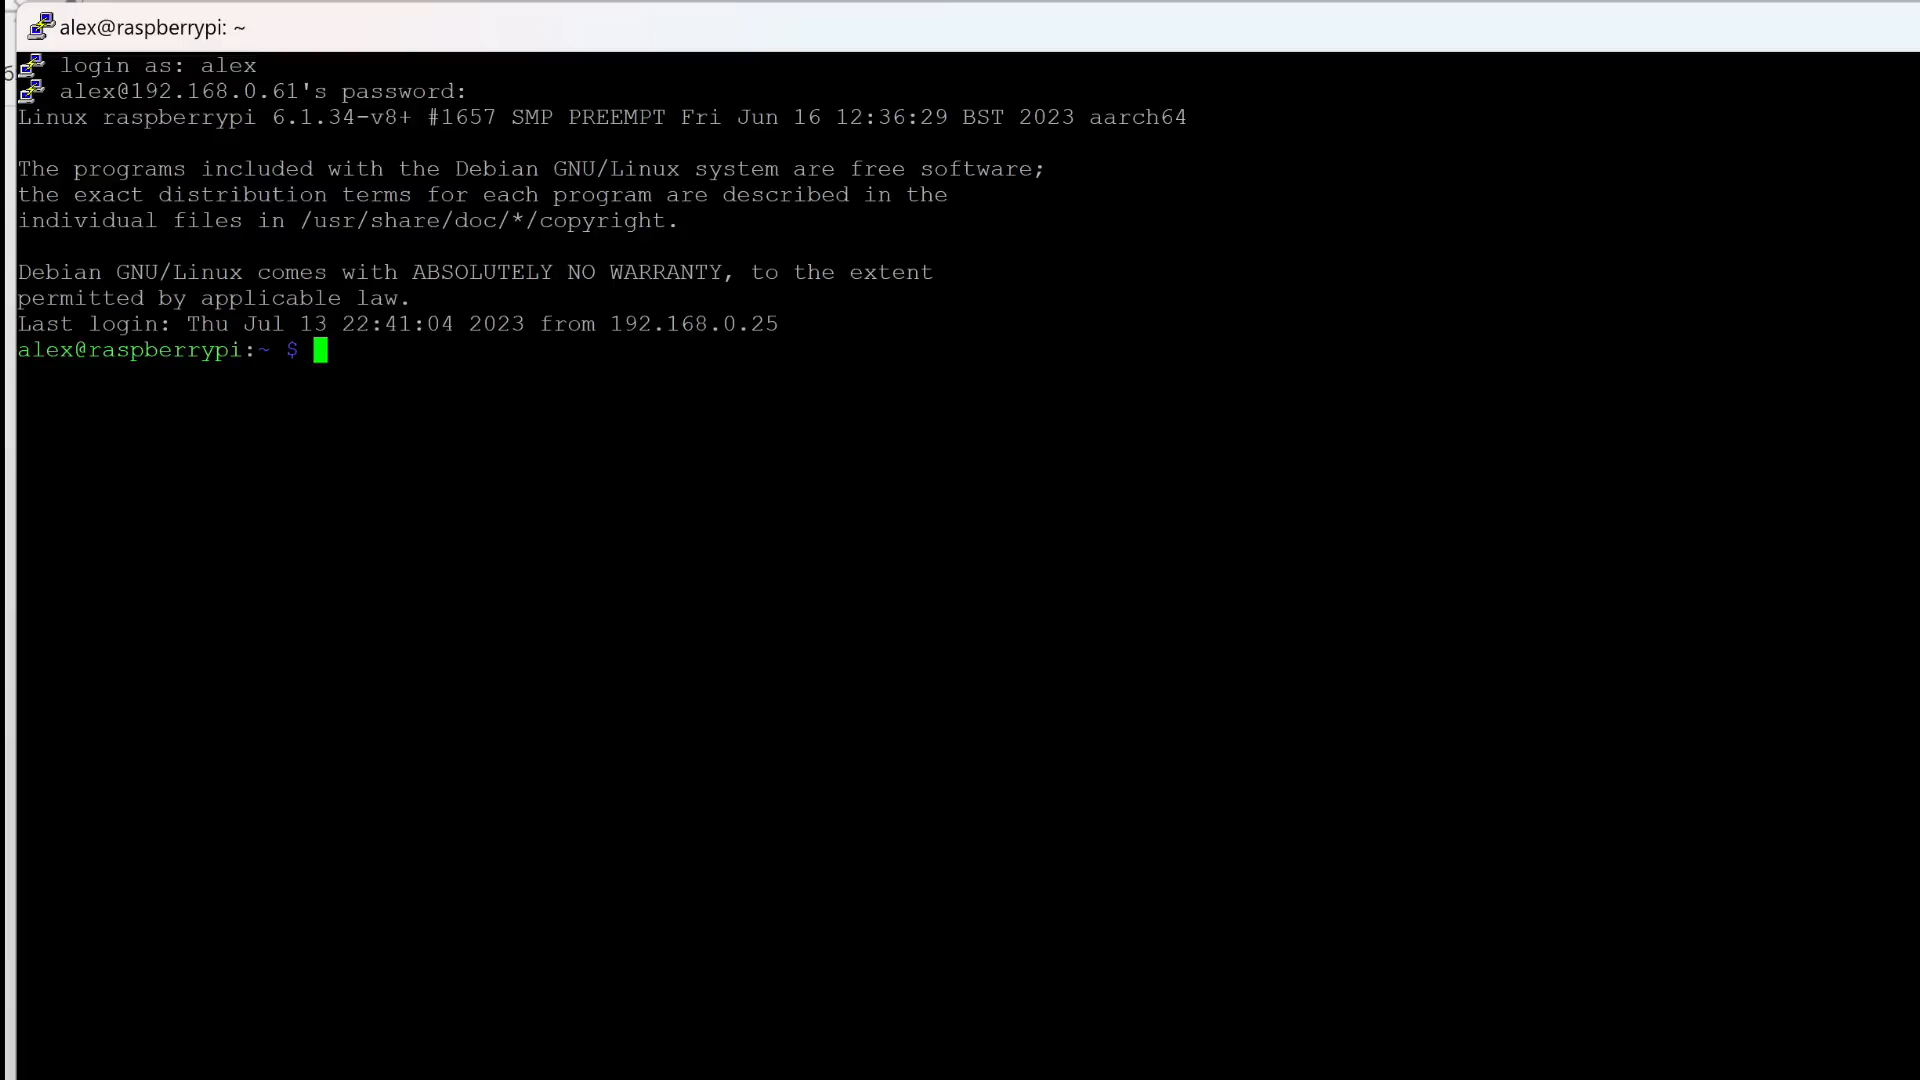 alex@raspberrypi: ~
login as: alex
alex@192.168.0.61's password:
Linux raspberrypi 6.1.34-v8+ #1657 SMP PREEMPT Fri Jun 16 12:36:29 BST 2023 aarch64
The programs included with the Debian GNU/Linux system are free software;
the exact distribution terms for each program are described in the
individual files in /usr/share/doc/*/copyright.
Debian GNU/Linux comes with ABSOLUTELY NO WARRANTY, to the extent
permitted by applicable law.
Last login: Thu Jul 13 22:41:04 2023 from 192.168.0.25
alex@raspberrypi:~ $